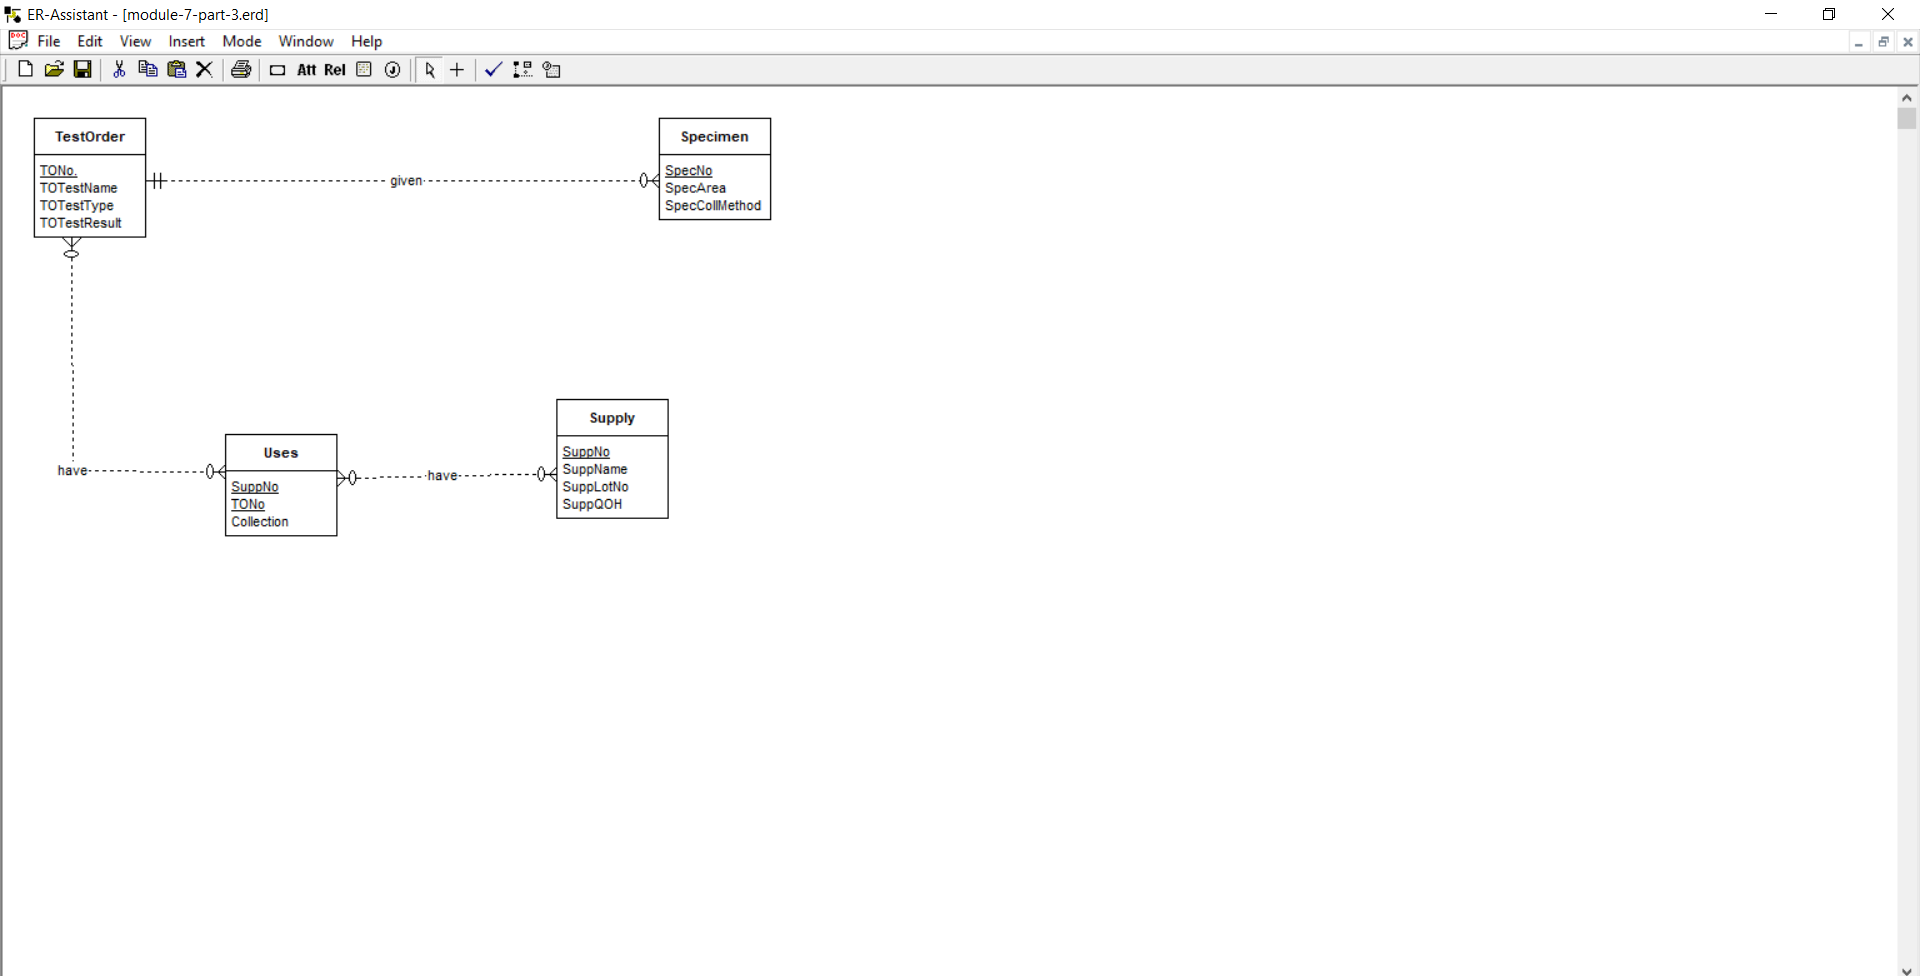 ER-Assistant - [module-7-part-3.erd]
DOC File Edit View Insert Mode Window Help
Att Rel J
TestOrder
TONo.
TOTestName
TOTestType
TOTestResult
given
Specimen
SpecNo
SpecArea
SpecCollMethod
have
Uses
SuppNo
TONo
Collection
have
Supply
SuppNo
SuppName
SuppLotNo
SuppQOH